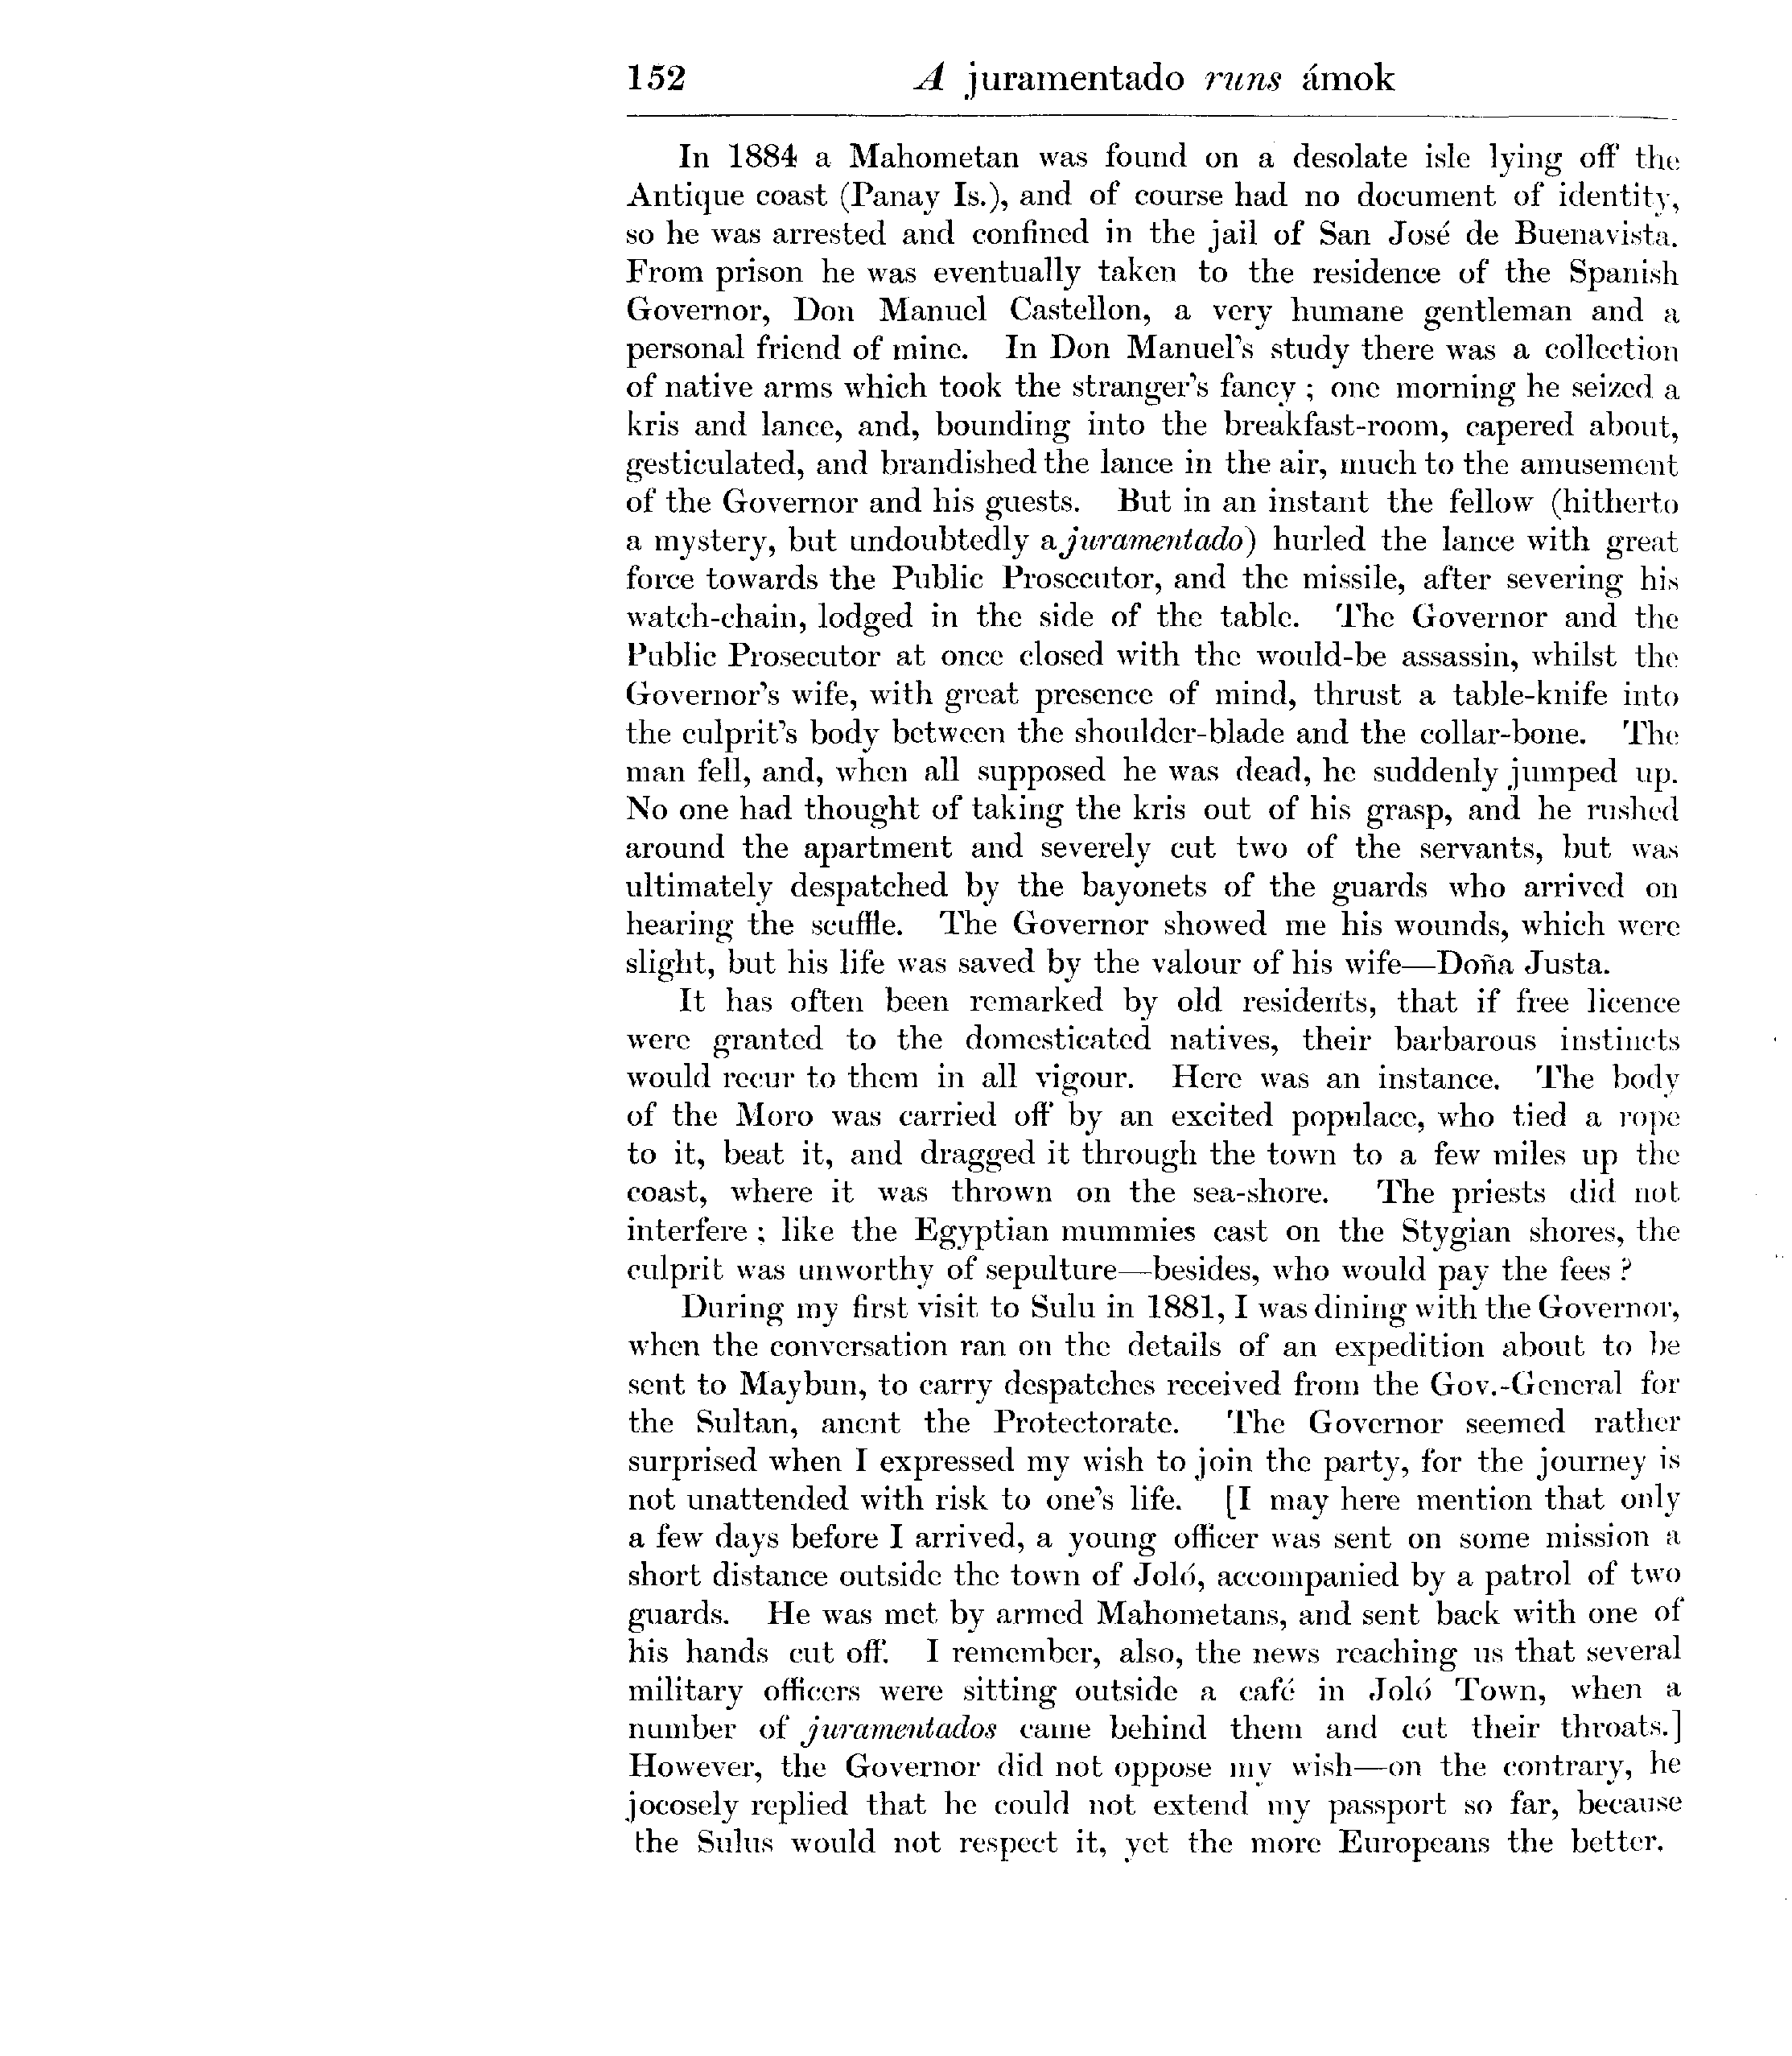 152 A juramentado runs ámok
In 1884 a Mahometan was found on a desolate isle lying off the
Antique coast (Panay Is.), and of course had no document of identity,
so he was arrested and confined in the jail of San José de Buenavista.
From prison he was eventually taken to the residence of the Spanish
Governor, Don Manuel Castellon, a very humane gentleman and a
personal friend of mine. In Don Manuel's study there was a collection
of native arms which took the stranger's fancy ; one morning he seized a
kris and lance, and, bounding into the breakfast-room, capered about,
gesticulated, and brandished the lance in the air, much to the amusement
of the Governor and his guests. But in an instant the fellow (hitherto
a mystery, but undoubtedly a juramentado) hurled the lance with great
force towards the Public Prosecutor, and the missile, after severing his
watch-chain, lodged in the side of the table. The Governor and the
Public Prosecutor at once closed with the would-be assassin, whilst the
Governor's wife, with great presence of mind, thrust a table-knife into
the culprit's body between the shoulder-blade and the collar-bone. The
man fell, and, when all supposed he was dead, he suddenly jumped up.
No one had thought of taking the kris out of his grasp, and he rushed
around the apartment and severely cut two of the servants, but was
ultimately despatched by the bayonets of the guards who arrived on
hearing the scuffle. The Governor showed me his wounds, which were
slight, but his life was saved by the valour of his wife—Doña Justa.
It has often been remarked by old residents, that if free licence
were granted to the domesticated natives, their barbarous instincts
would recur to them in all vigour. Here was an instance. The body
of the Moro was carried off by an excited populace, who tied a rope
to it, beat it, and dragged it through the town to a few miles up the
coast, where it was thrown on the sea-shore. The priests did not
interfere ; like the Egyptian mummies cast on the Stygian shores, the
culprit was unworthy of sepulture—besides, who would pay the fees ?
During my first visit to Sulu in 1881, I was dining with the Governor,
when the conversation ran on the details of an expedition about to be
sent to Maybun, to carry despatches received from the Gov.-General for
the Sultan, anent the Protectorate. The Governor seemed rather
surprised when I expressed my wish to join the party, for the journey is
not unattended with risk to one's life. [I may here mention that only
a few days before I arrived, a young officer was sent on some mission a
short distance outside the town of Joló, accompanied by a patrol of two
guards. He was met by armed Mahometans, and sent back with one of
his hands cut off. I remember, also, the news reaching us that several
military officers were sitting outside a café in Joló Town, when a
number of juramentados came behind them and cut their throats.]
However, the Governor did not oppose my wish—on the contrary, he
jocosely replied that he could not extend my passport so far, because
the Sulus would not respect it, yet the more Europeans the better.